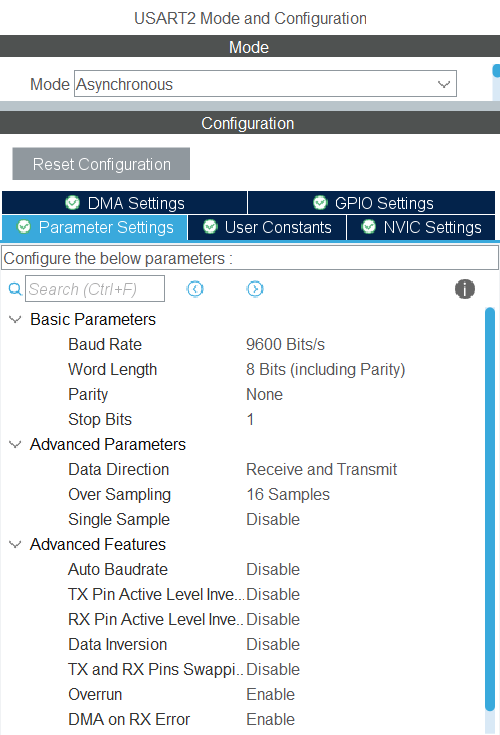 USART2 Mode and Configuration
Mode
Mode Asynchronous
Configuration
Reset Configuration
DMA Settings GPIO Settings
Parameter Settings User Constants NVIC Settings
Configure the below parameters :
Search (Ctrl+F)
Basic Parameters
Baud Rate 9600 Bits/s
Word Length 8 Bits (including Parity)
Parity None
Stop Bits 1
Advanced Parameters
Data Direction Receive and Transmit
Over Sampling 16 Samples
Single Sample Disable
Advanced Features
Auto Baudrate Disable
TX Pin Active Level Inve... Disable
RX Pin Active Level Inve.. Disable
Data Inversion Disable
TX and RX Pins Swappi.. Disable
Overrun Enable
DMA on RX Error Enable